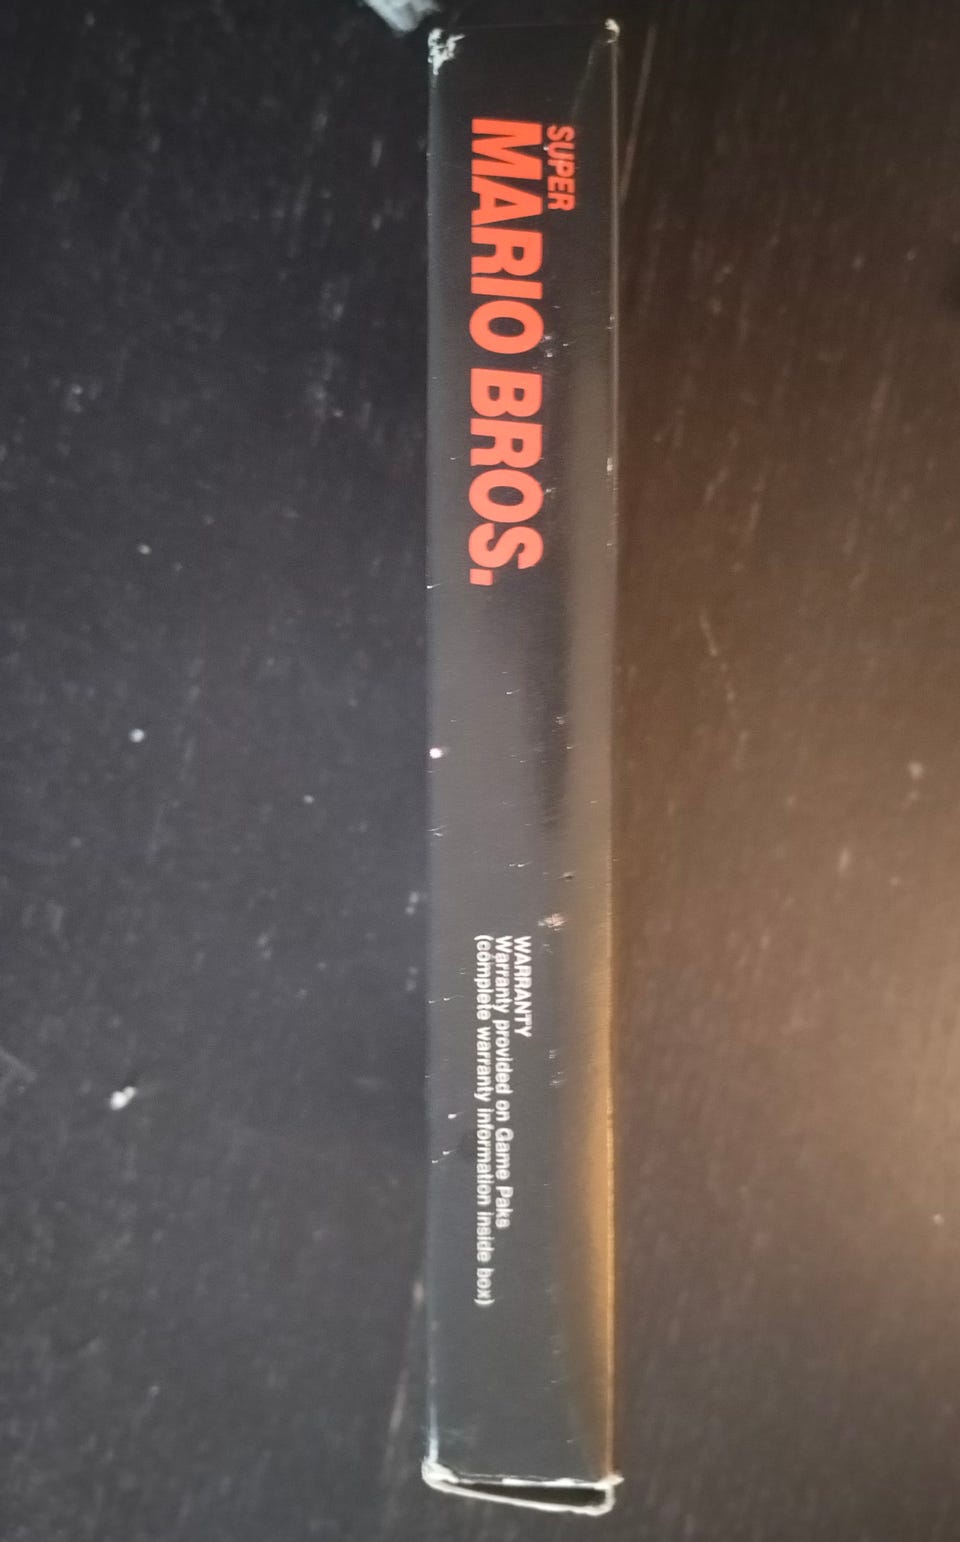 SUPER
MARIO BROS.
WARRANTY
Warranty provided on Game Paks
(complete warranty information inside box)